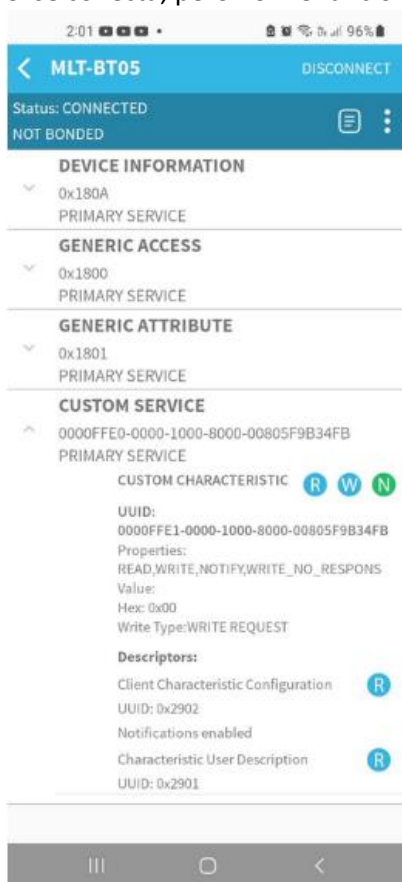 2:01
96%
MLT-BT05 DISCONNECT
Status: CONNECTED
NOT BONDED
DEVICE INFORMATION
0x180A
PRIMARY SERVICE
GENERIC ACCESS
0x1800
PRIMARY SERVICE
GENERIC ATTRIBUTE
0x1801
PRIMARY SERVICE
CUSTOM SERVICE
0000FFE0-0000-1000-8000-00805F9B34FB
PRIMARY SERVICE
CUSTOM CHARACTERISTIC R W N
UUID:
0000FFE1-0000-1000-8000-00805F9B34FB
Properties:
READ,WRITE,NOTIFY,WRITE_NO_RESPONS
Value:
Hex: 0x00
Write Type:WRITE REQUEST
Descriptors:
Client Characteristic Configuration R
UUID: 0x2902
Notifications enabled
Characteristic User Description R
UUID: 0x2901